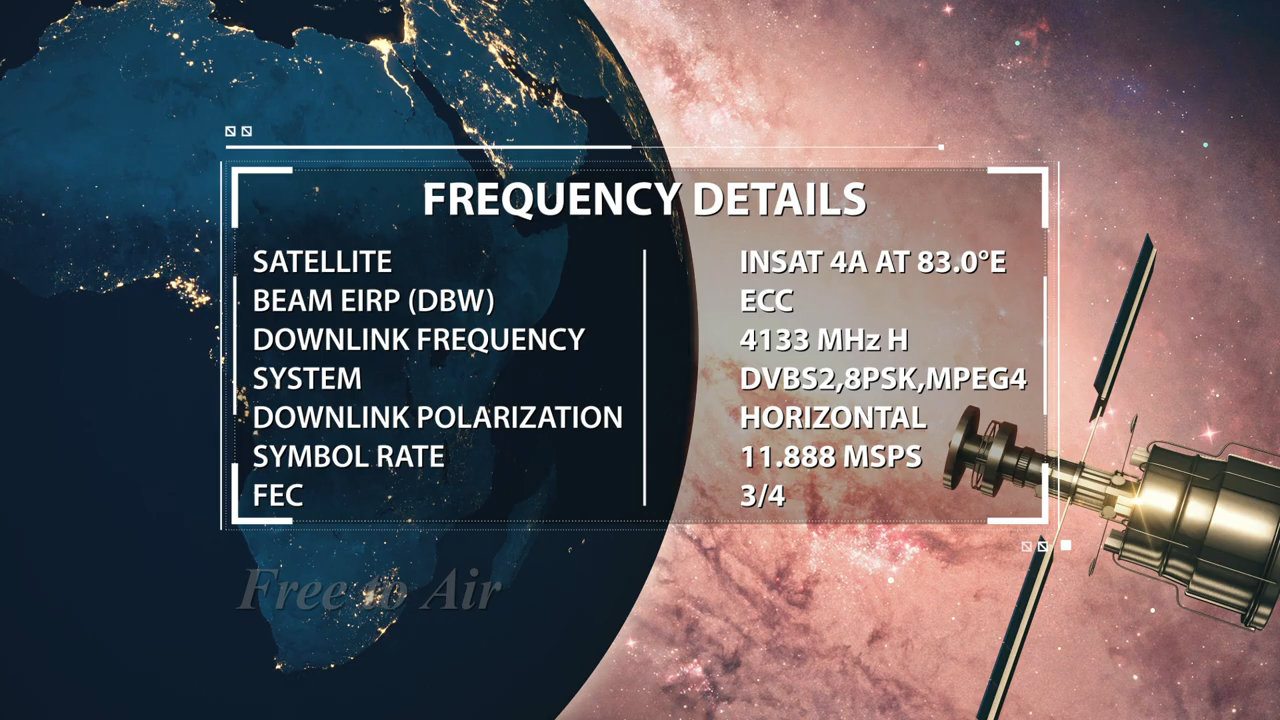 FREQUENCY DETAILS
SATELLITE INSAT 4A AT 83.0°E
BEAM EIRP (DBW) ECC
DOWNLINK FREQUENCY 4133 MHz H
SYSTEM DVBS2,8PSK,MPEG4
DOWNLINK POLARIZATION HORIZONTAL
SYMBOL RATE 11.888 MSPS
FEC 3/4
Free to Air